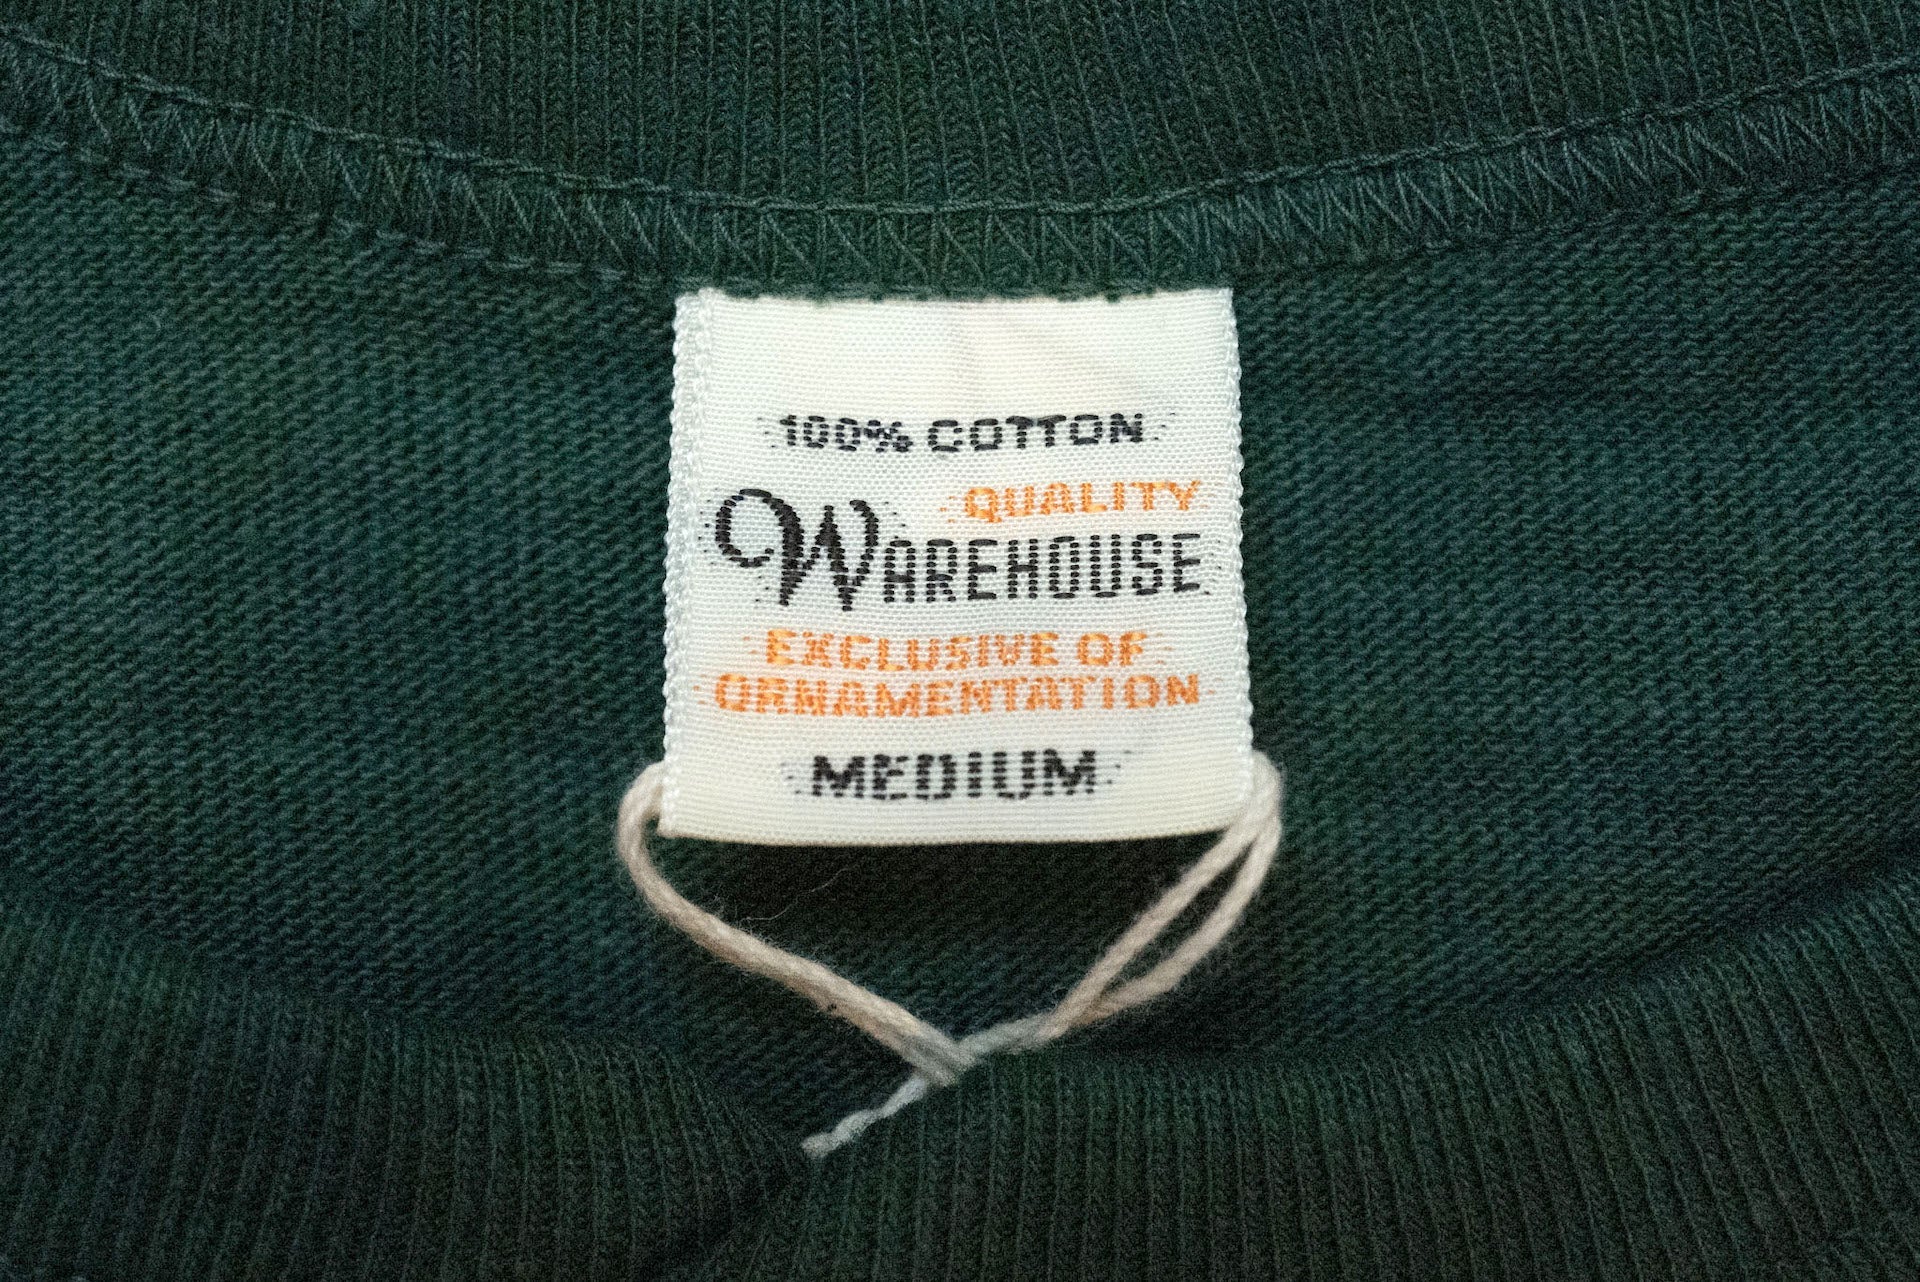 100% COTTON
QUALITY
WAREHOUSE
EXCLUSIVE OF
ORNAMENTATION
MEDIUM